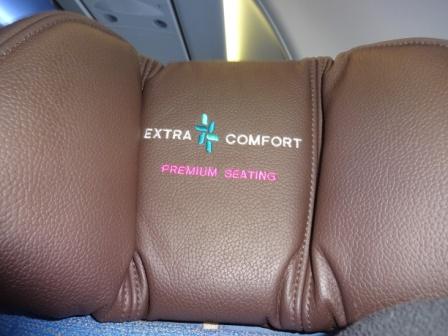 EXTRA COMFORT
PREMIUM SEATING